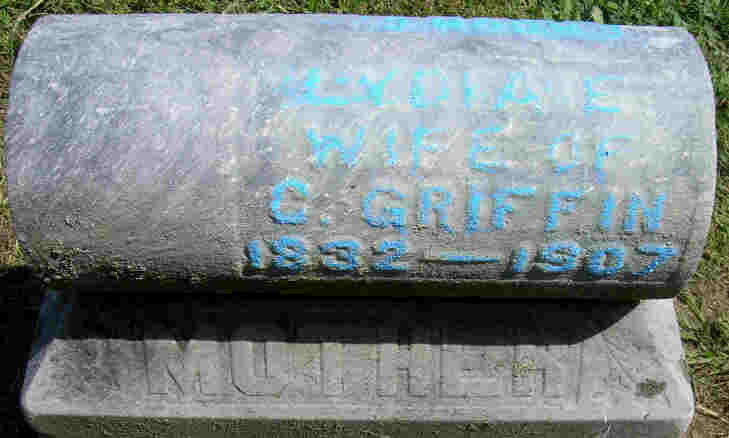 LYDIA E
WIFE OF
C. GRIFFIN
1832 — 1907
MOTHER